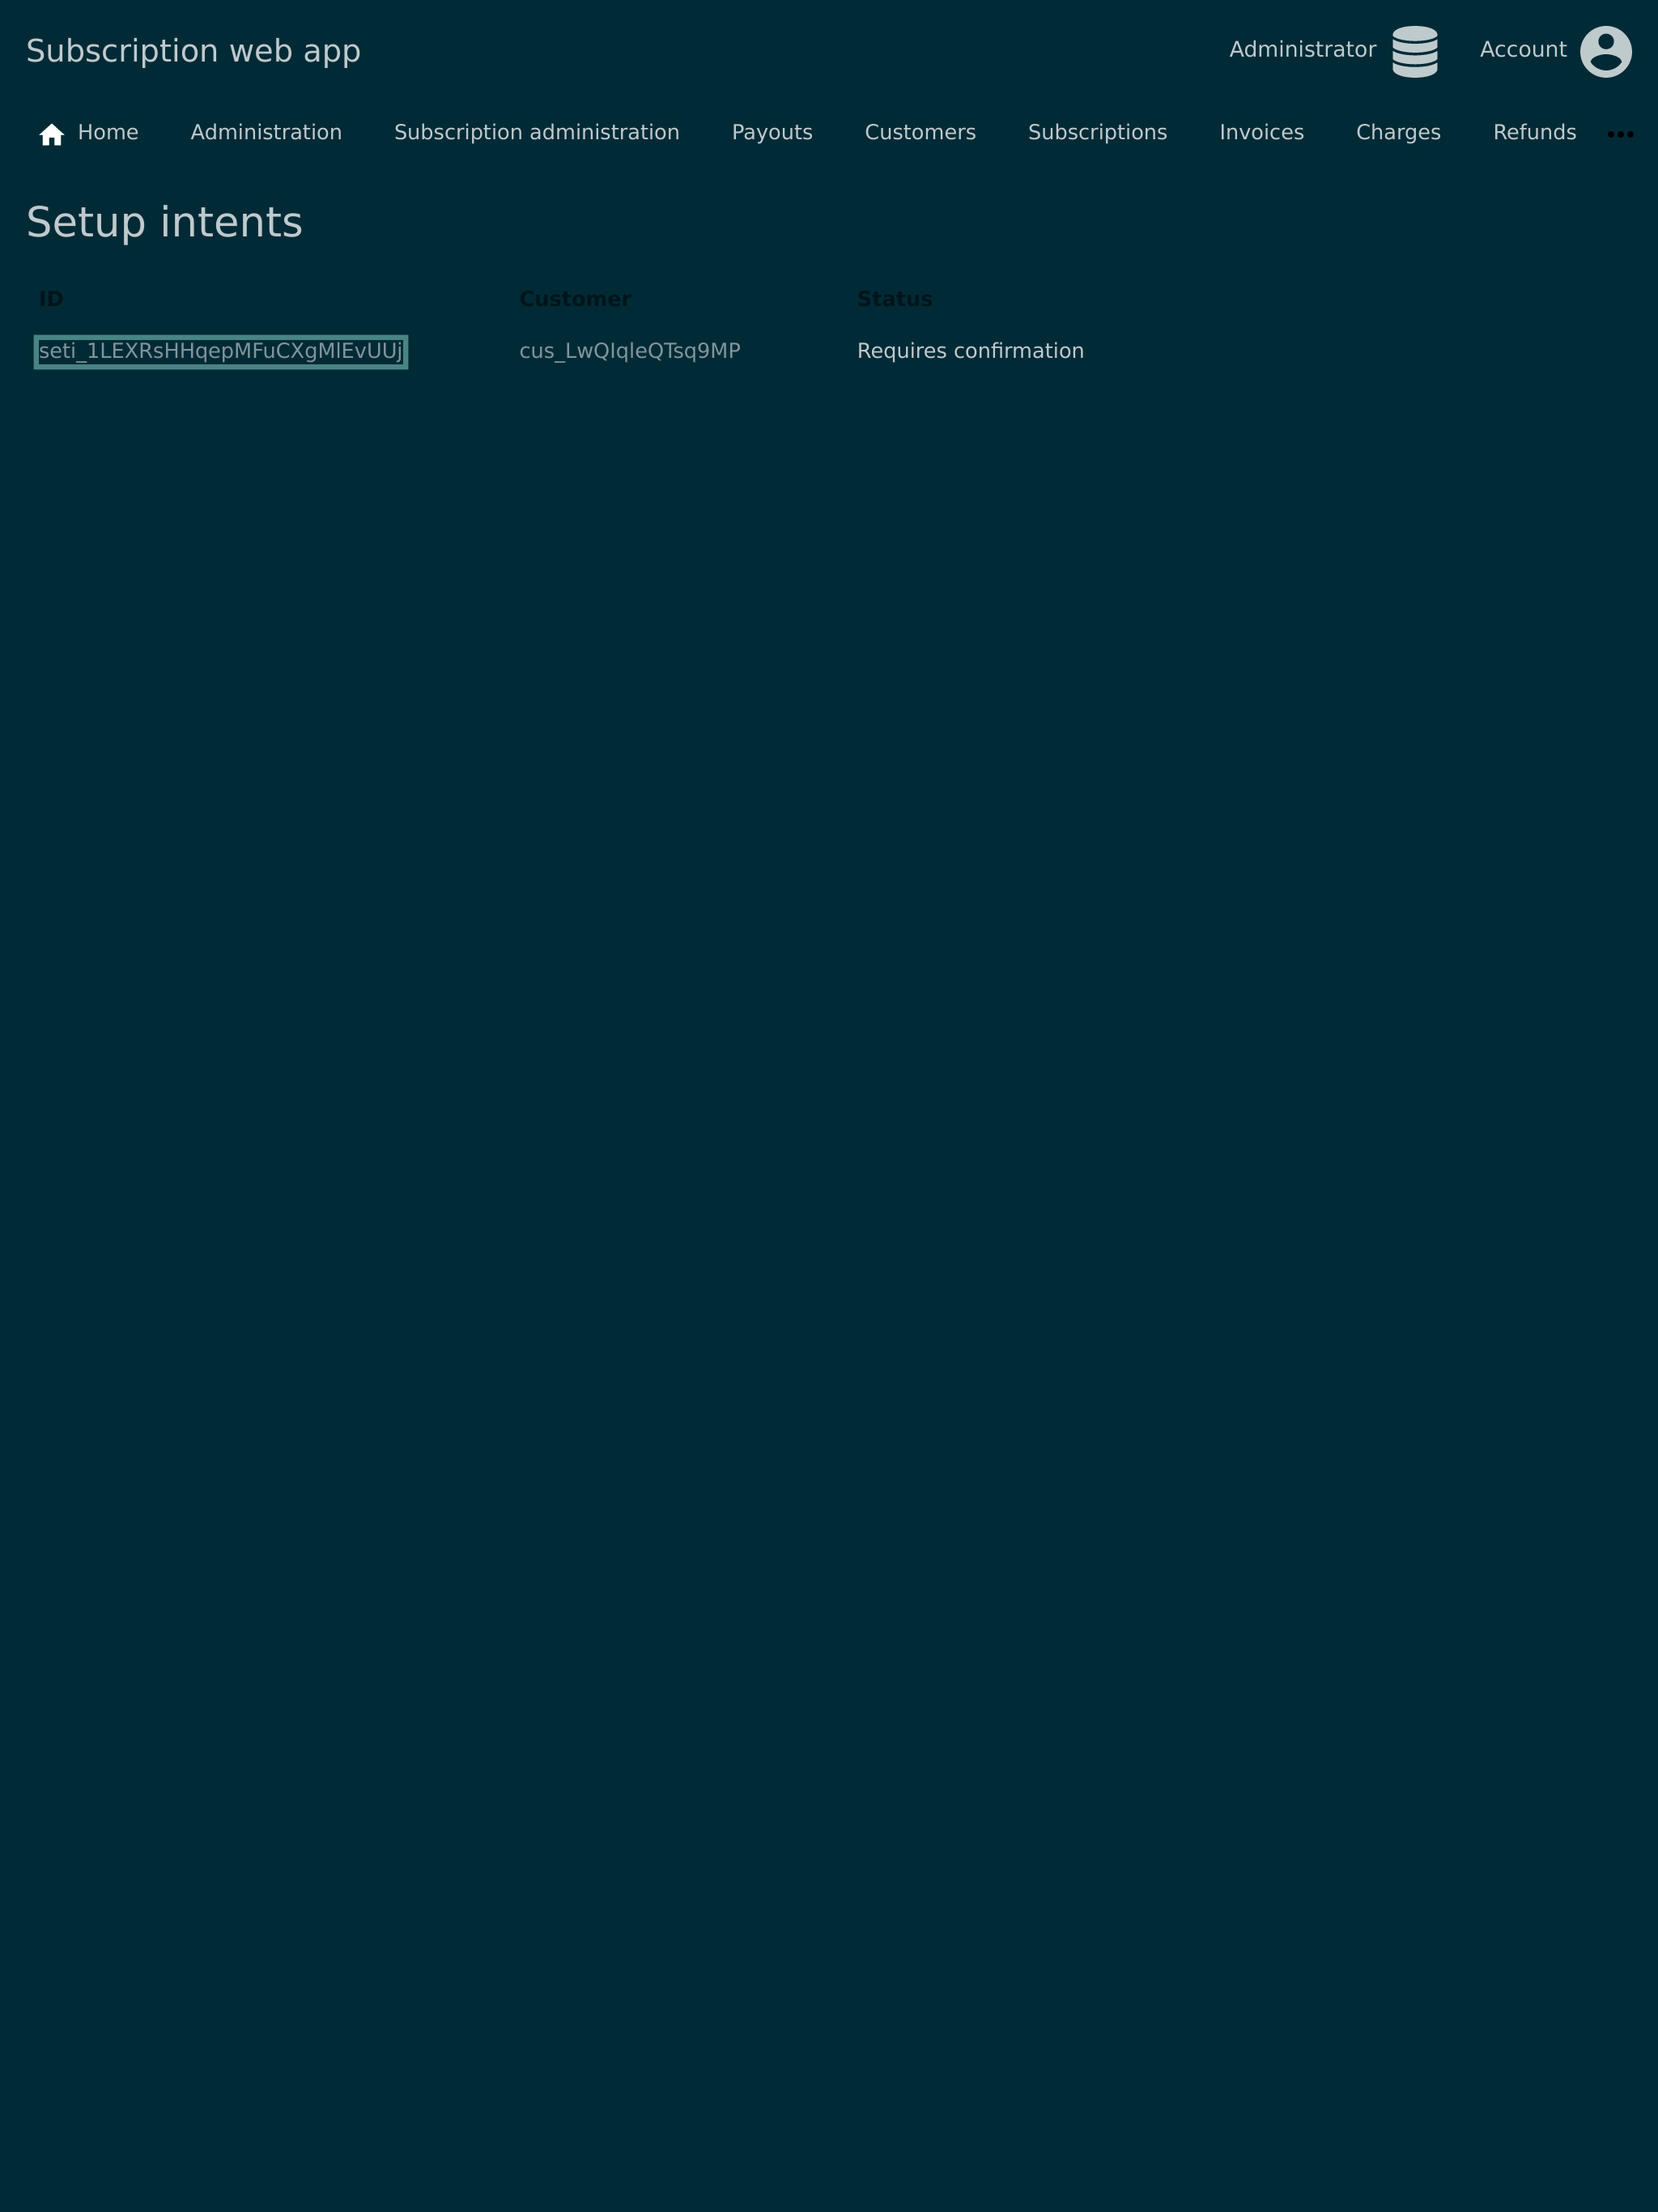 Subscription web app
Administrator Account
Home Administration Subscription administration Payouts Customers Subscriptions Invoices Charges Refunds
Setup intents
ID Customer Status
seti_1LEXRsHHqepMFuCXgMlEvUUj cus_LwQIqleQTsq9MP Requires confirmation